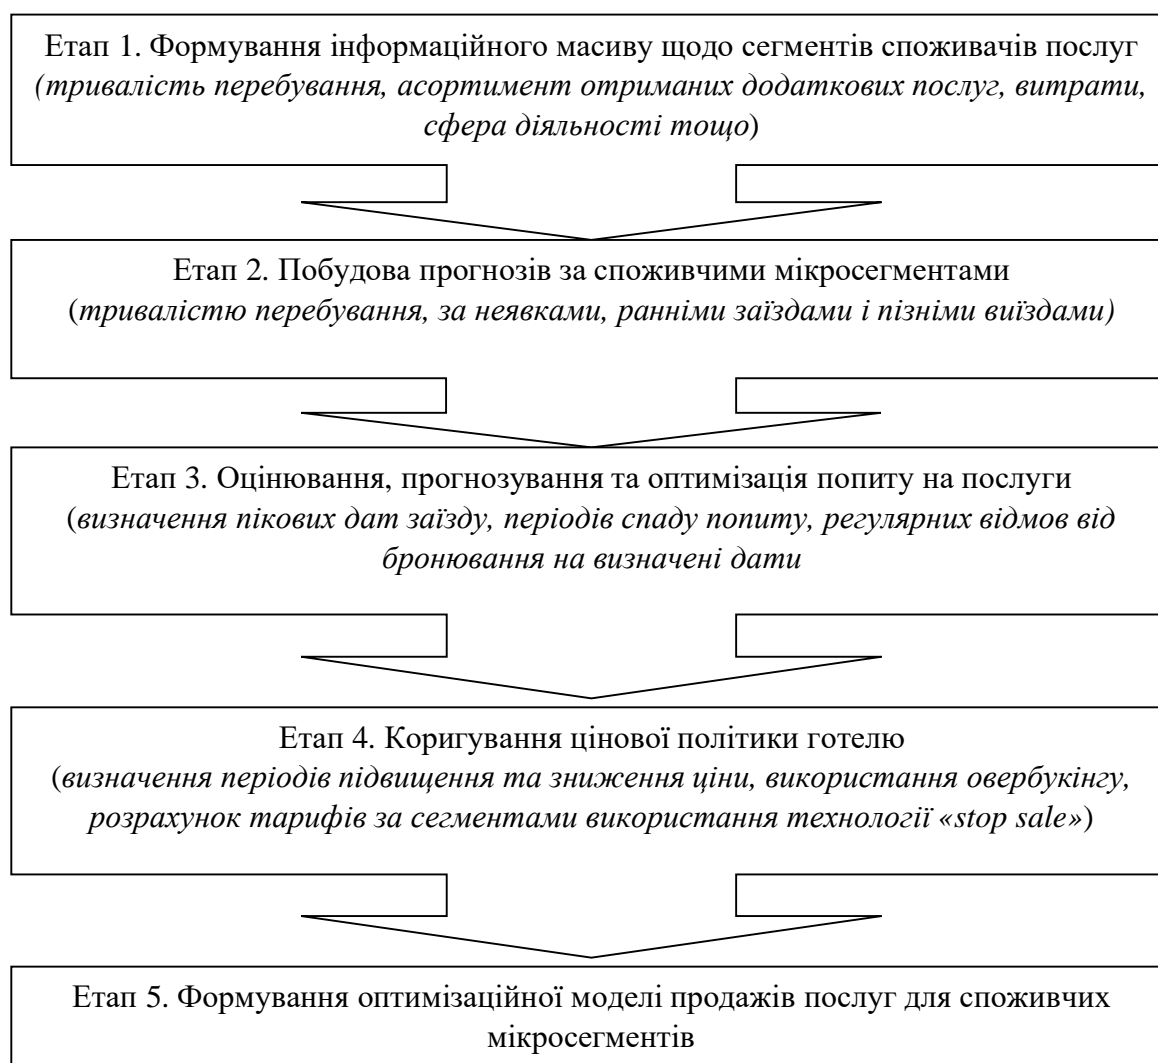 Етап 1. Формування інформаційного масиву щодо сегментів споживачів послуг
(тривалість перебування, асортимент отриманих додаткових послуг, витрати,
сфера діяльності тощо)
Етап 2. Побудова прогнозів за споживчими мікросегментами
(тривалістю перебування, за неявками, ранніми заїздами і пізніми виїздами)
Етап 3. Оцінювання, прогнозування та оптимізація попиту на послуги
(визначення пікових дат заїзду, періодів спаду попиту, регулярних відмов від
бронювання на визначені дати
Етап 4. Коригування цінової політики готелю
(визначення періодів підвищення та зниження ціни, використання овербукінгу,
розрахунок тарифів за сегментами використання технології «stop sale»)
Етап 5. Формування оптимізаційної моделі продажів послуг для споживчих
мікросегментів